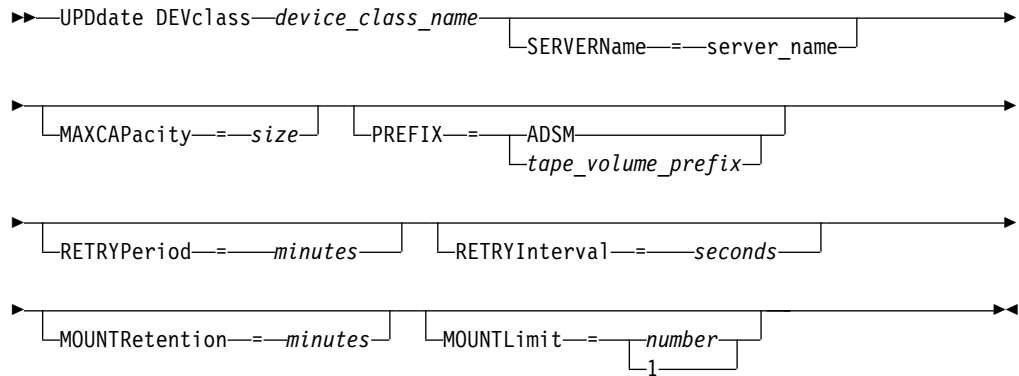 UPDdate DEVclass device_class_name
SERVERName = server_name
MAXCAPacity = size PREFIX = ADSM
tape_volume_prefix
RETRYPeriod = minutes RETRYInterval = seconds
MOUNTRetention = minutes MOUNTLimit = number
1